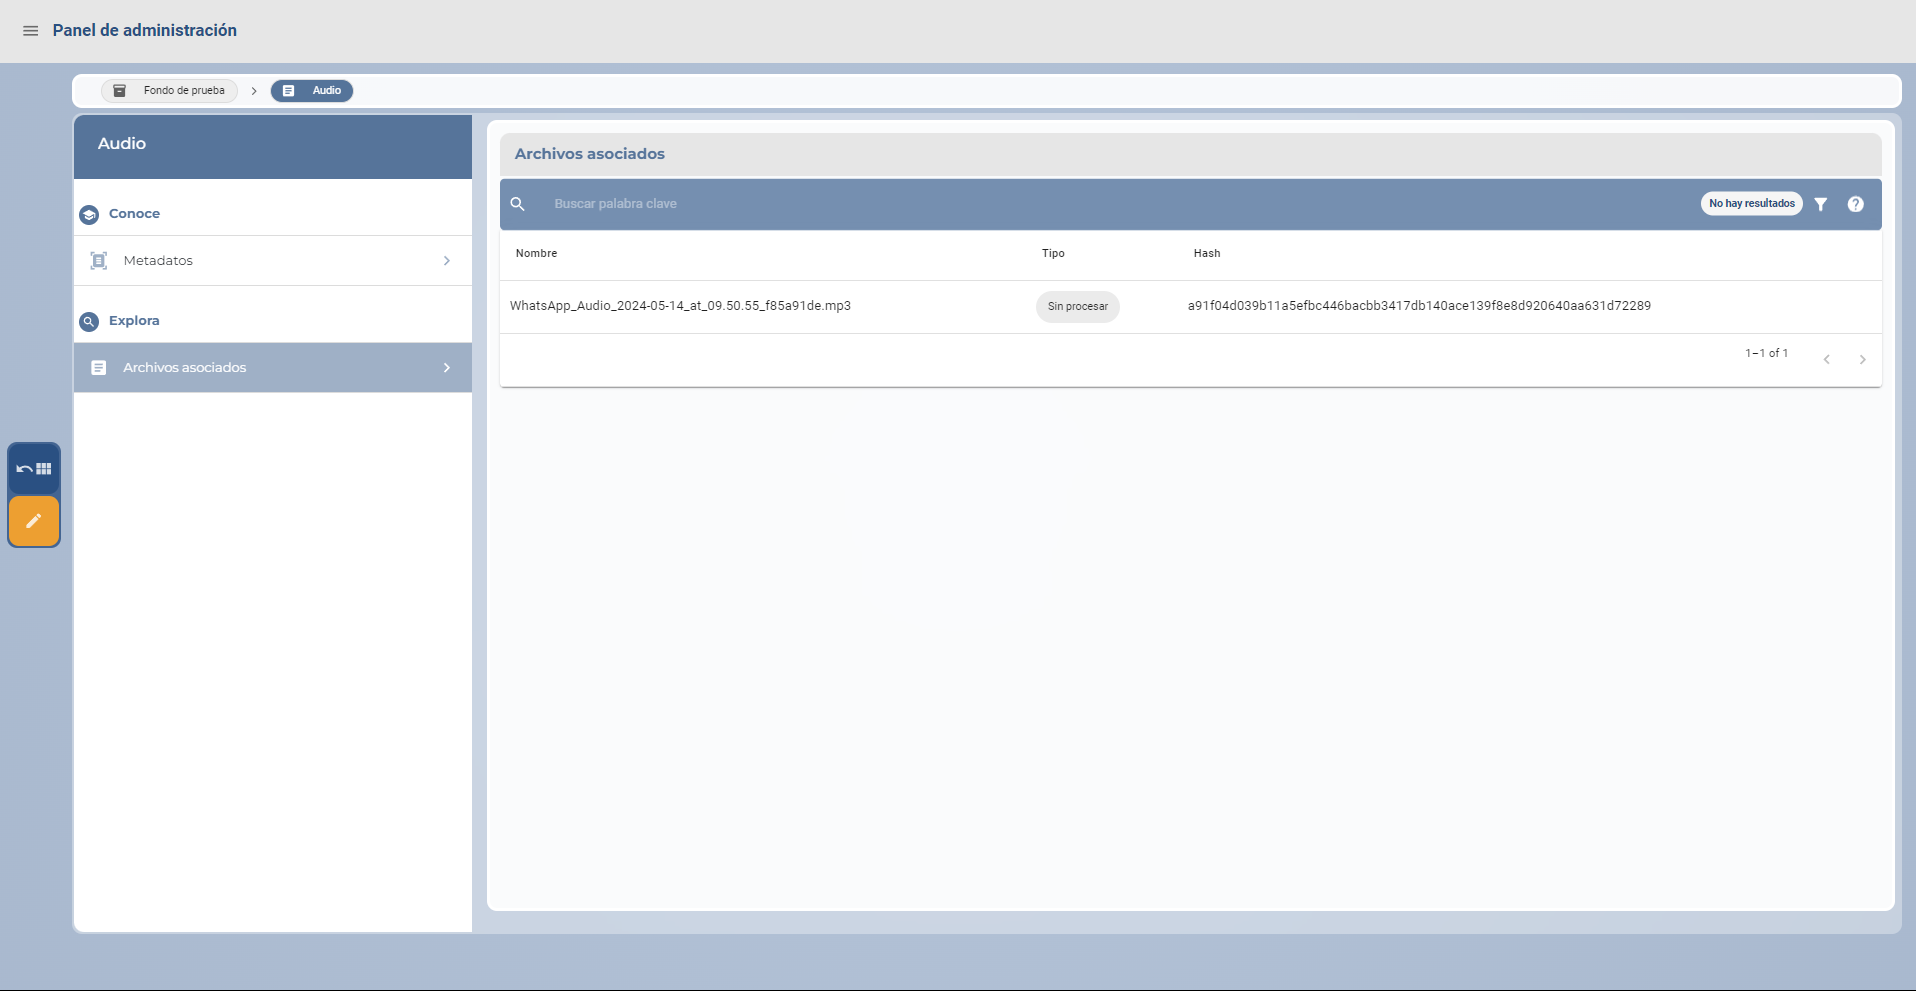 Panel de administración
Fondo de prueba
Audio
Audio
Conoce
Metadatos
Explora
Archivos asociados
Archivos asociados
Buscar palabra clave
No hay resultados
Nombre Tipo Hash
WhatsApp_Audio_2024-05-14_at_09.50.55_f85a91de.mp3 Sin procesar a91f04d039b11a5efbc446bacbb3417db140ace139f8e8d920640aa631d72289
1–1 of 1